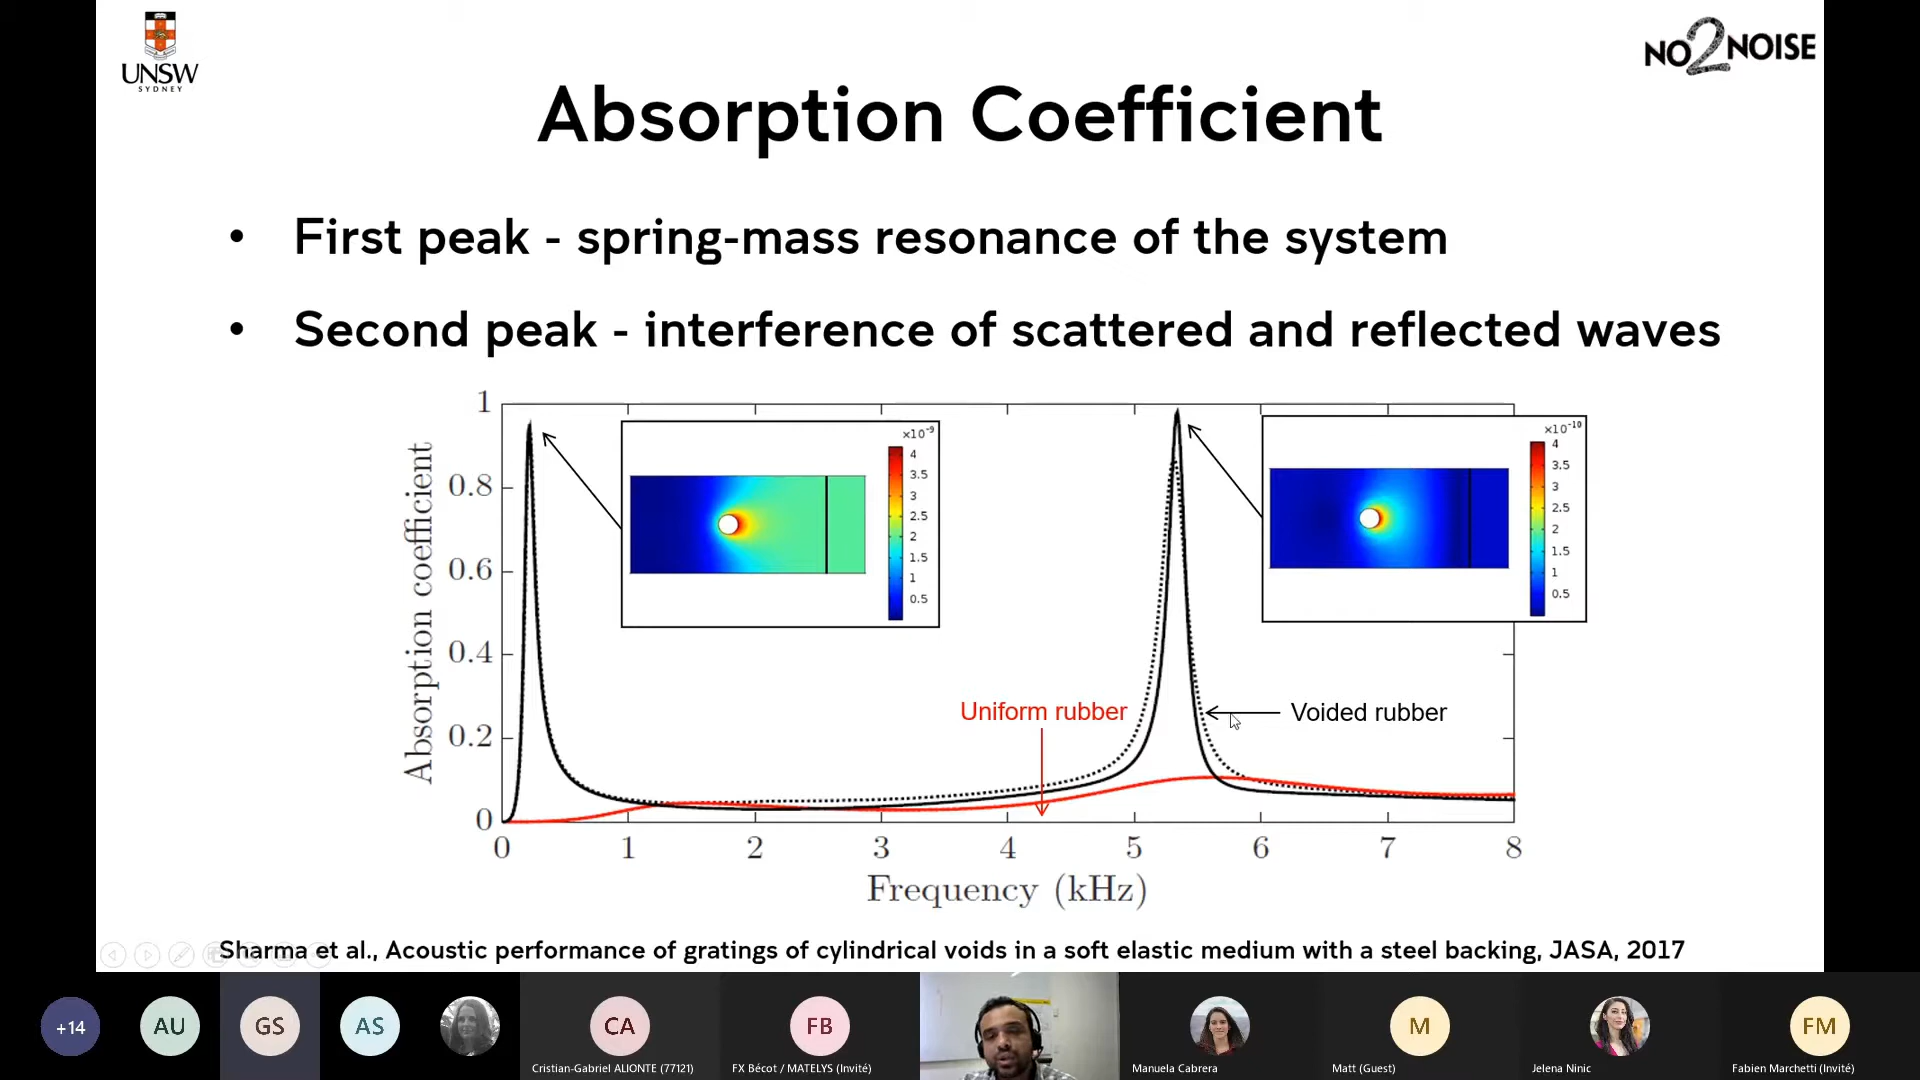 UNSW
SYDNEY
NO2NOISE
Absorption Coefficient
• First peak - spring-mass resonance of the system
• Second peak - interference of scattered and reflected waves
Absorption coefficient
1
0.8
0.6
0.4
0.2
0
0 1 2 3 4 5 6 7 8
Frequency (kHz)
×10⁻⁹
4
3.5
3
2.5
2
1.5
1
0.5
×10⁻¹⁰
4
3.5
3
2.5
2
1.5
1
0.5
Uniform rubber
Voided rubber
Sharma et al., Acoustic performance of gratings of cylindrical voids in a soft elastic medium with a steel backing, JASA, 2017
+14
AU
GS
AS
CA
Cristian-Gabriel ALIONTE (77121)
FB
FX Bécot / MATELYS (Invité)
Manuela Cabrera
M
Matt (Guest)
Jelena Ninic
FM
Fabien Marchetti (Invité)